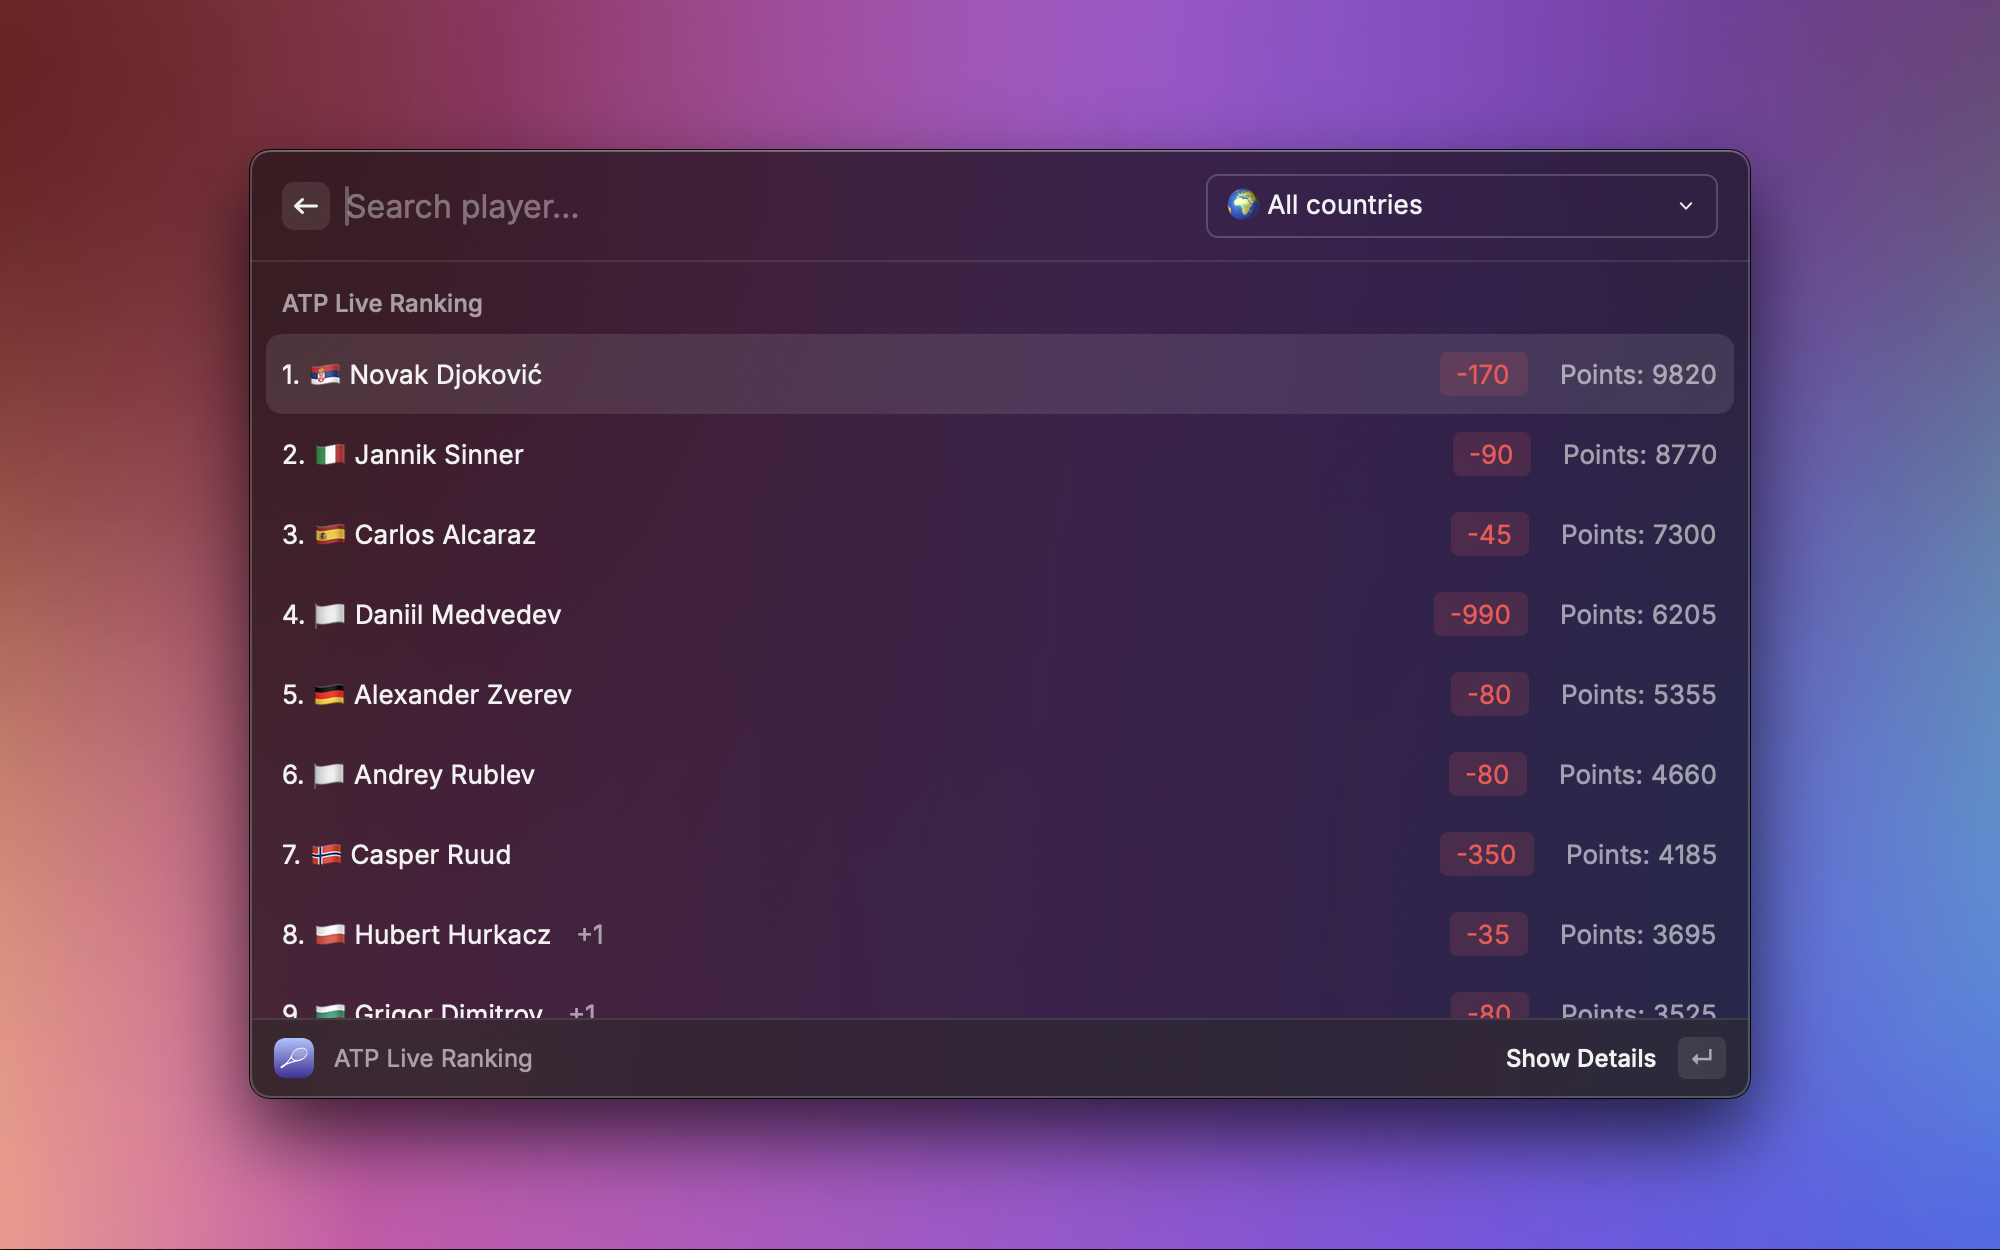 Search player...
All countries
ATP Live Ranking
1. Novak Djoković -170 Points: 9820
2. Jannik Sinner -90 Points: 8770
3. Carlos Alcaraz -45 Points: 7300
4. Daniil Medvedev -990 Points: 6205
5. Alexander Zverev -80 Points: 5355
6. Andrey Rublev -80 Points: 4660
7. Casper Ruud -350 Points: 4185
8. Hubert Hurkacz +1 -35 Points: 3695
9. Grigor Dimitrov +1 -80 Points: 3525
ATP Live Ranking Show Details